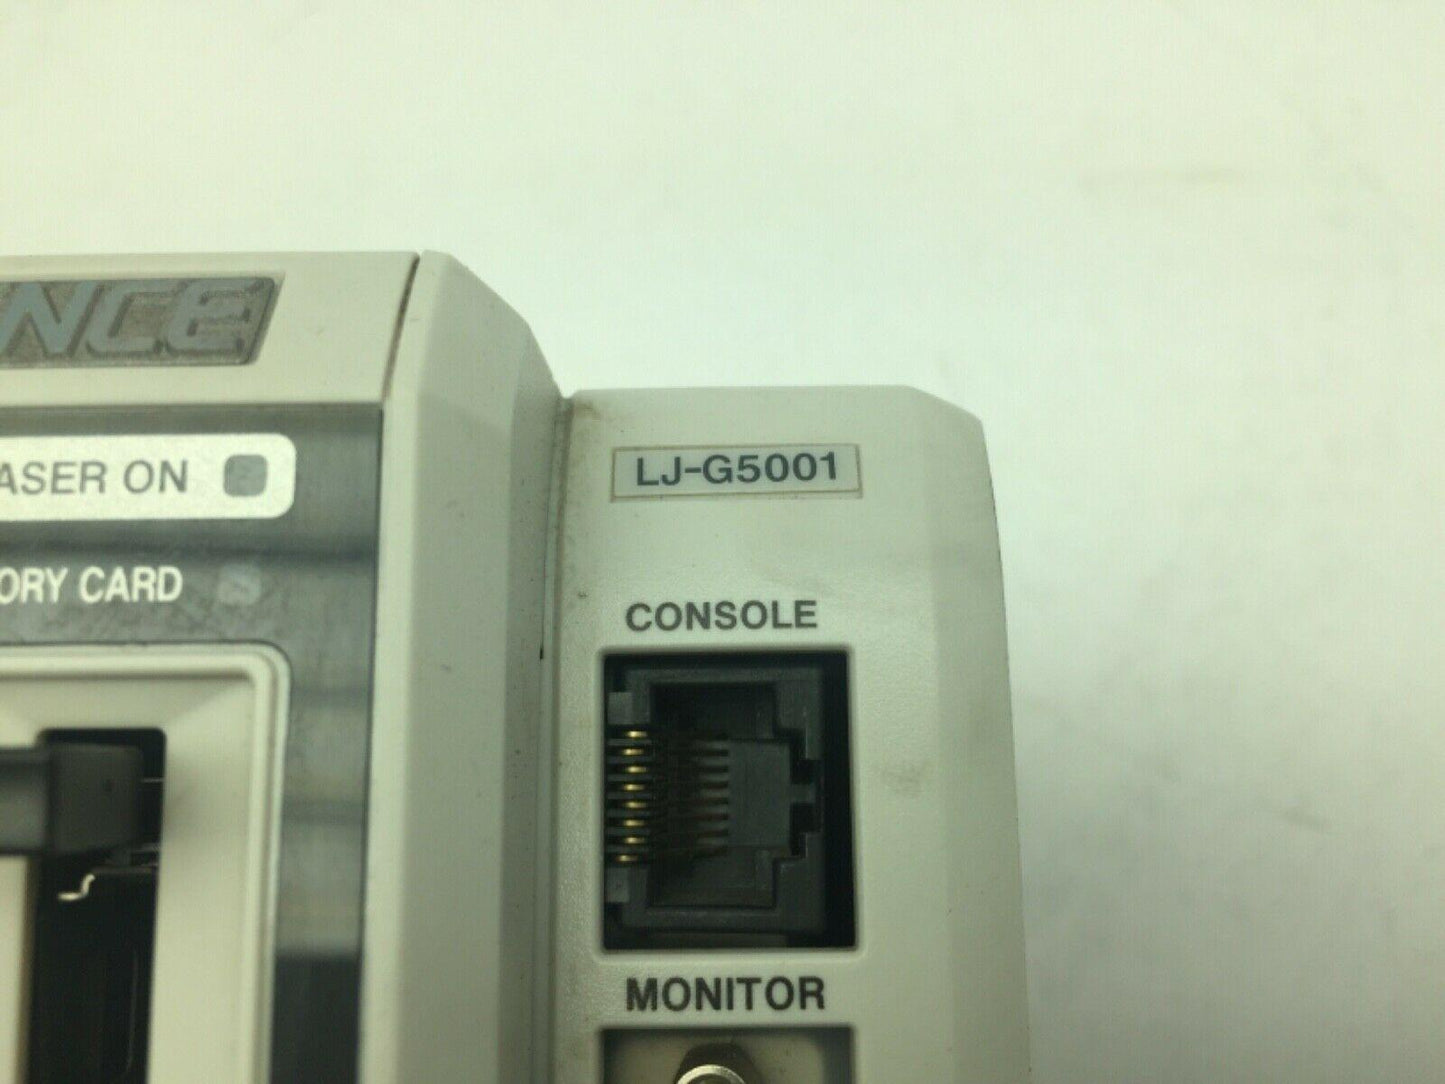 NCE
LJ-G5001
ASER ON
ORY CARD
CONSOLE
MONITOR